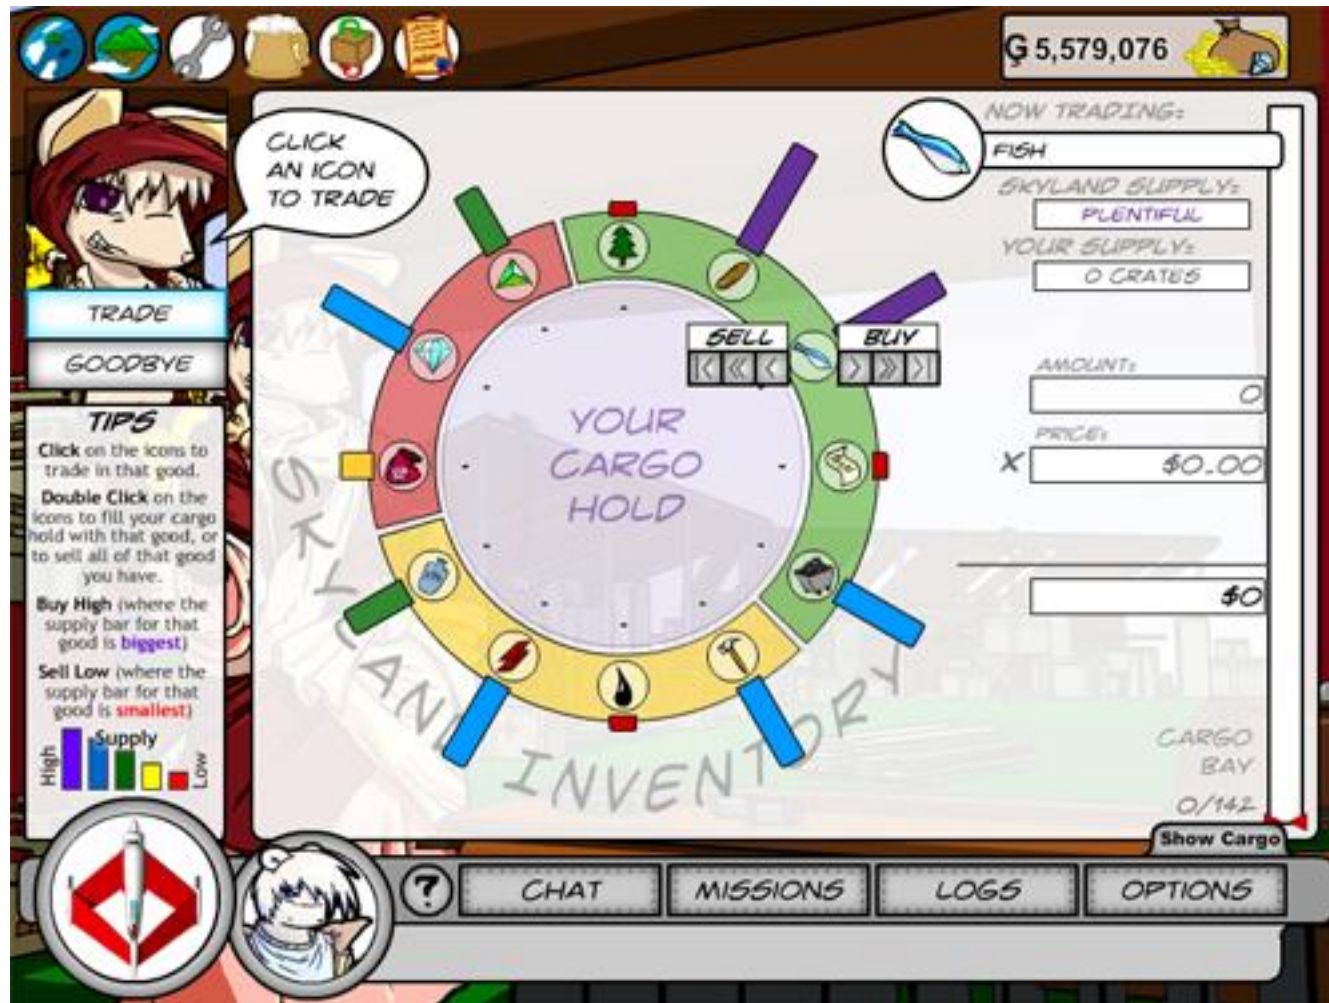 ₲ 5,579,076
CLICK
AN ICON
TO TRADE
NOW TRADING:
FISH
SKYLAND SUPPLY:
PLENTIFUL
YOUR SUPPLY:
0 CRATES
TRADE
GOODBYE
SELL
BUY
AMOUNT:
0
PRICE:
X $0.00
$0
YOUR
CARGO
HOLD
TIPS
Click on the icons to
trade in that good.
Double Click on the
icons to fill your cargo
hold with that good, or
to sell all of that good
you have.
Buy High (where the
supply bar for that
good is biggest)
Sell Low (where the
supply bar for that
good is smallest)
Supply
High
Low
SKYLAND INVENTORY
CARGO
BAY
0/142
Show Cargo
?
CHAT
MISSIONS
LOGS
OPTIONS